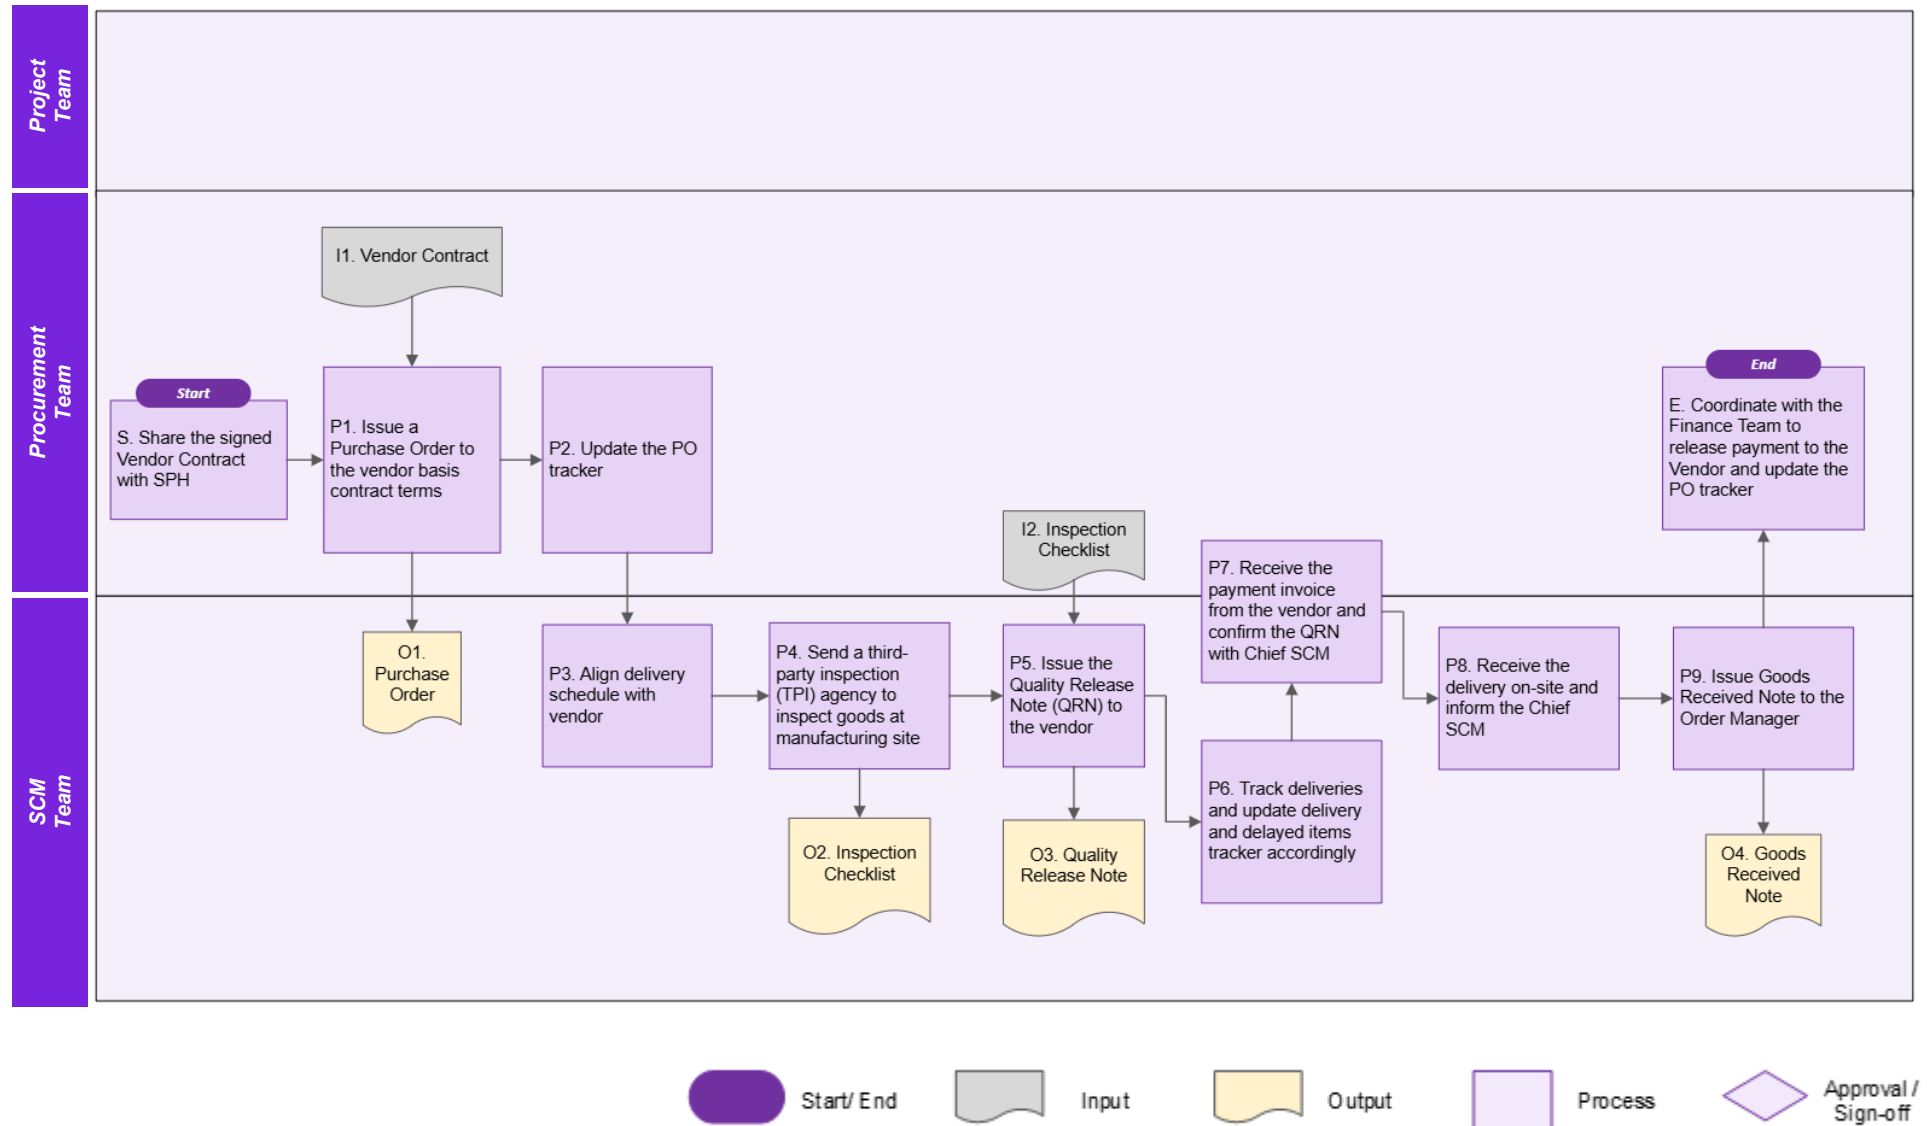 Project
Team
Procurement
Team
SCM
Team
I1. Vendor Contract
Start
S. Share the signed
Vendor Contract
with SPH
P1. Issue a
Purchase Order to
the vendor basis
contract terms
P2. Update the PO
tracker
I2. Inspection
Checklist
End
E. Coordinate with the
Finance Team to
release payment to the
Vendor and update the
PO tracker
O1.
Purchase
Order
P3. Align delivery
schedule with
vendor
P4. Send a third-
party inspection
(TPI) agency to
inspect goods at
manufacturing site
O2. Inspection
Checklist
P5. Issue the
Quality Release
Note (QRN) to
the vendor
O3. Quality
Release Note
P6. Track deliveries
and update delivery
and delayed items
tracker accordingly
P7. Receive the
payment invoice
from the vendor and
confirm the QRN
with Chief SCM
P8. Receive the
delivery on-site and
inform the Chief
SCM
P9. Issue Goods
Received Note to the
Order Manager
O4. Goods
Received
Note
Start/ End
Input
Output
Process
Approval /
Sign-off